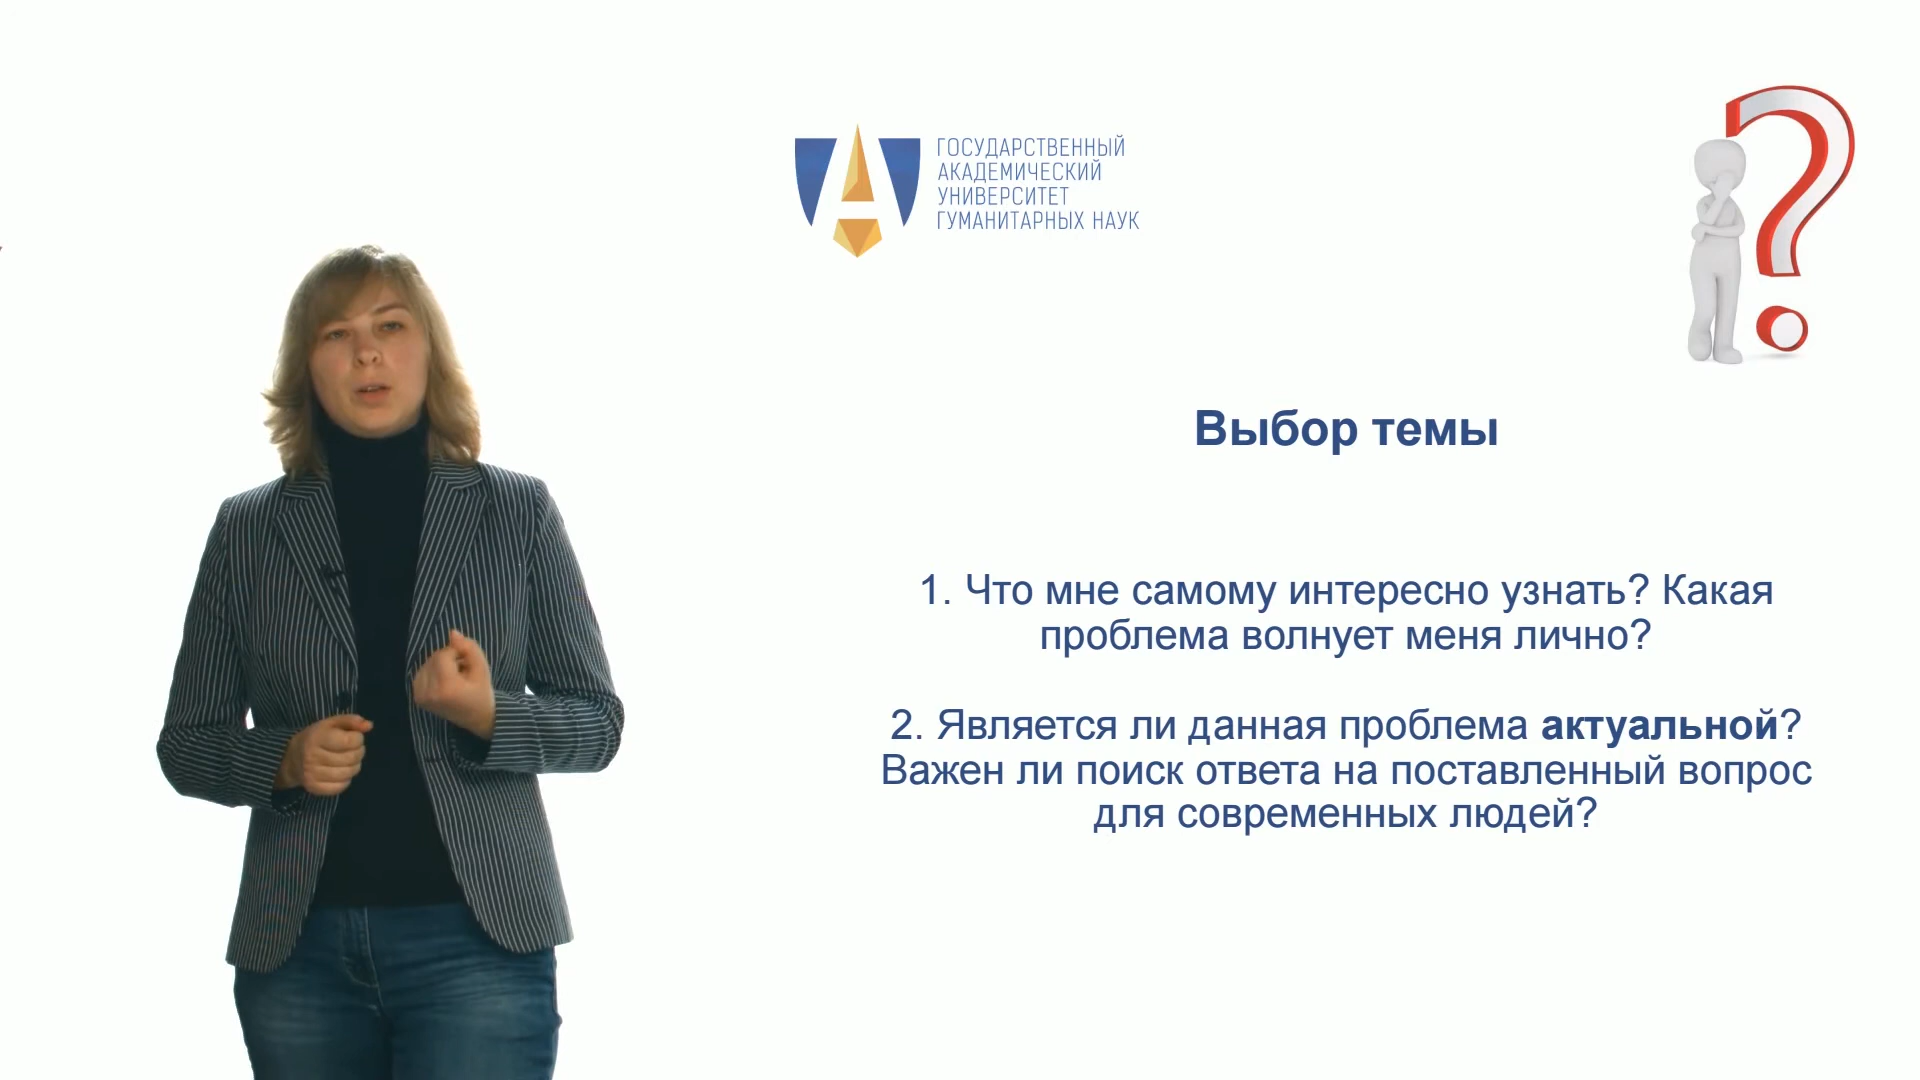 ГОСУДАРСТВЕННЫЙ
АКАДЕМИЧЕСКИЙ
УНИВЕРСИТЕТ
ГУМАНИТАРНЫХ НАУК
Выбор темы
1. Что мне самому интересно узнать? Какая
проблема волнует меня лично?
2. Является ли данная проблема актуальной?
Важен ли поиск ответа на поставленный вопрос
для современных людей?